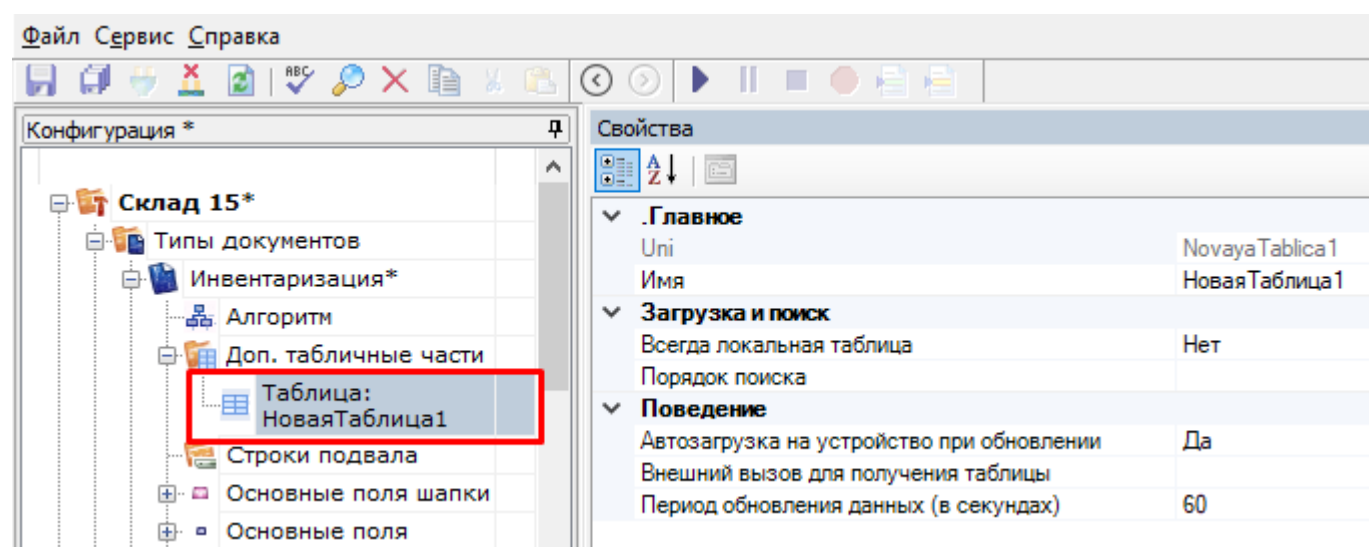 Файл Сервис Справка
ABC
Конфигурация *
Склад 15*
Типы документов
Инвентаризация*
Алгоритм
Доп. табличные части
Таблица:
НоваяТаблица1
Строки подвала
Основные поля шапки
Основные поля
Свойства
A
Z
.Главное
Uni NovayaTablica1
Имя НоваяТаблица1
Загрузка и поиск
Всегда локальная таблица Нет
Порядок поиска
Поведение
Автозагрузка на устройство при обновлении Да
Внешний вызов для получения таблицы
Период обновления данных (в секундах) 60